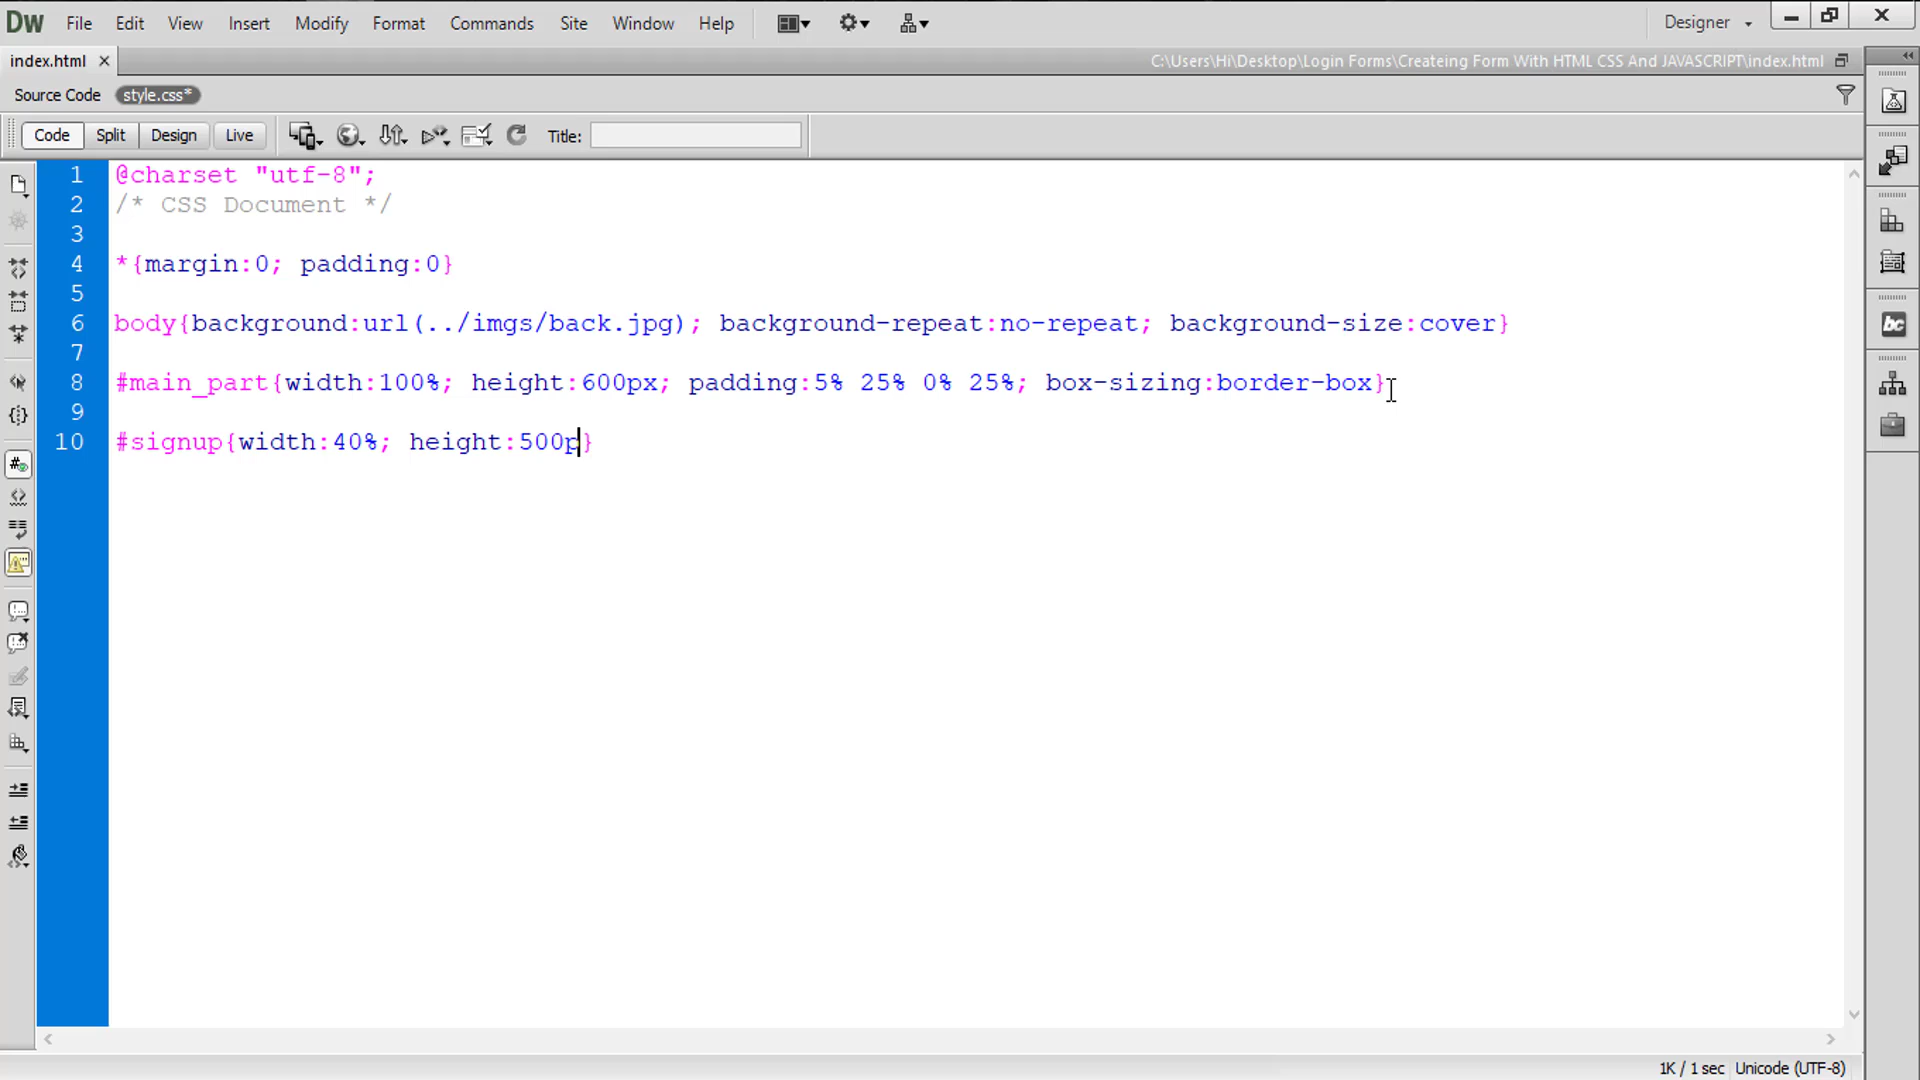 DW File Edit View Insert Modify Format Commands Site Window Help Designer
index.html C:\Users\Hi\Desktop\Login Forms\Createing Form With HTML CSS And JAVASCRIPT\index.html
Source Code style.css*
Code Split Design Live Title:
1 @charset "utf-8";
2 /* CSS Document */
3
4 *{margin:0; padding:0}
5
6 body{background:url(../imgs/back.jpg); background-repeat:no-repeat; background-size:cover}
7
8 #main_part{width:100%; height:600px; padding:5% 25% 0% 25%; box-sizing:border-box}
9
10 #signup{width:40%; height:500p}
1K / 1 sec Unicode (UTF-8)